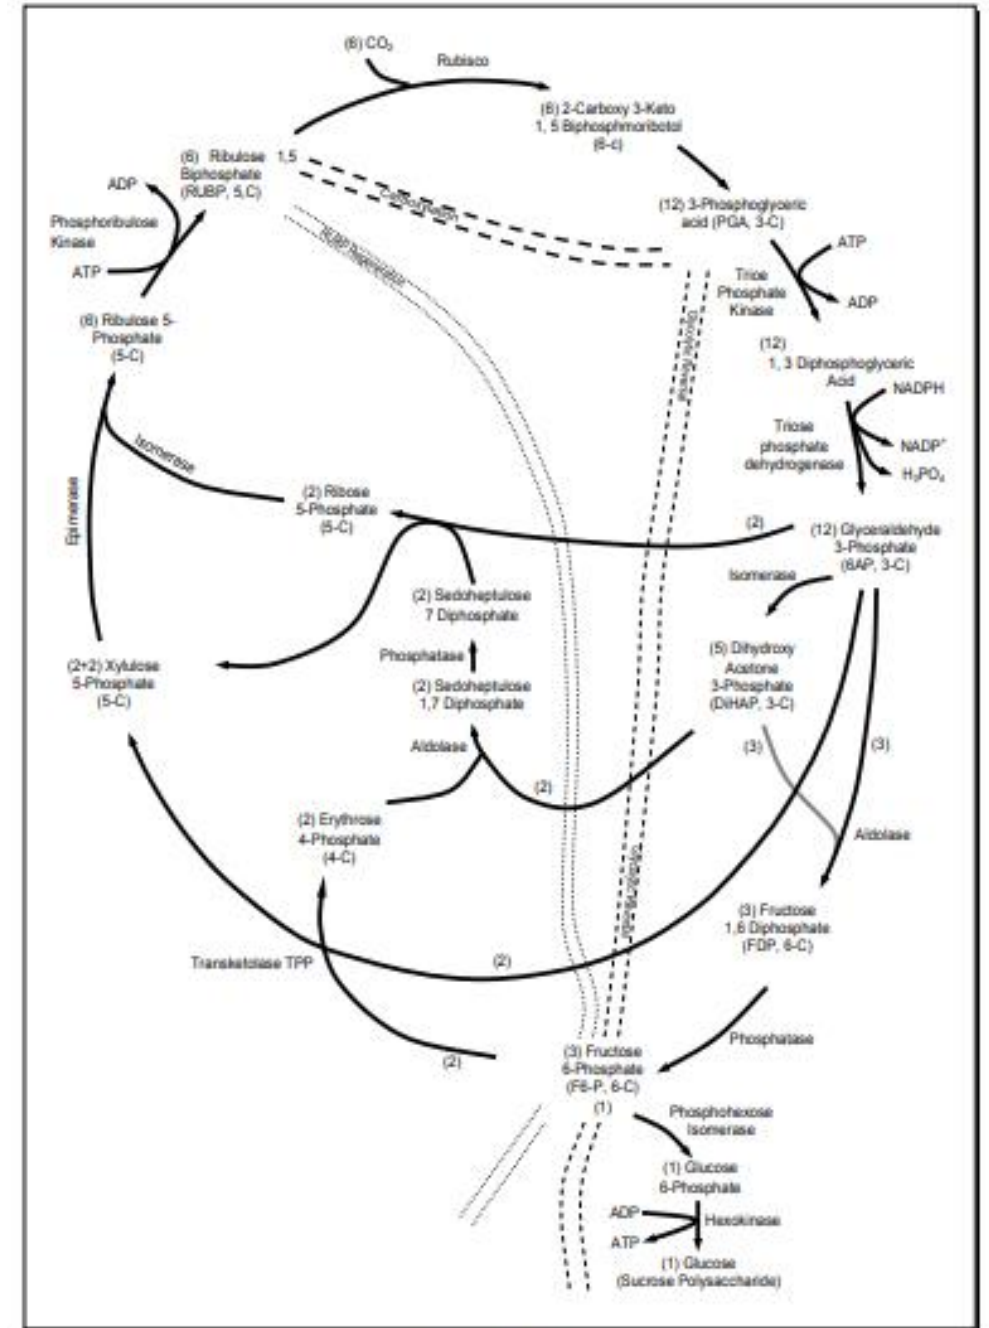 (6) CO2
Rubisco
(6) 2-Carboxy 3-Keto
1, 5 Biphosphmoribotol
(6-c)
(6) Ribulose 1,5
Biphosphate
(RUBP, 5,C)
ADP
Phosphoribulose
Kinase
ATP
(6) Ribulose 5-
Phosphate
(5-C)
(12) 3-Phosphoglyceric
acid (PGA, 3-C)
ATP
Trioe
Phosphate
Kinase
ADP
(12)
1, 3 Diphosphoglyceric
Acid
NADPH
Triose
phosphate
dehydrogenase
NADP+
H3PO4
(12) Glyceraldehyde
3-Phosphate
(6AP, 3-C)
(2)
Isomerase
Isomerase
Epimerase
(2) Ribose
5-Phosphate
(5-C)
(2) Sedoheptulose
7 Diphosphate
Phosphatase
(2) Sedoheptulose
1,7 Diphosphate
Aldolase
(2+2) Xylulose
5-Phosphate
(5-C)
(5) Dihydroxy
Acetone
3-Phosphate
(DiHAP, 3-C)
(3)
(3)
(2)
Aldolase
(2) Erythrose
4-Phosphate
(4-C)
(3) Fructose
1,6 Diphosphate
(FDP, 6-C)
Transketolase TPP
(2)
(2)
Phosphatase
(3) Fructose
6-Phosphate
(F6-P, 6-C)
(1)
Phosphohexose
Isomerase
(1) Glucose
6-Phosphate
ADP
Hexokinase
ATP
(1) Glucose
(Sucrose Polysaccharide)